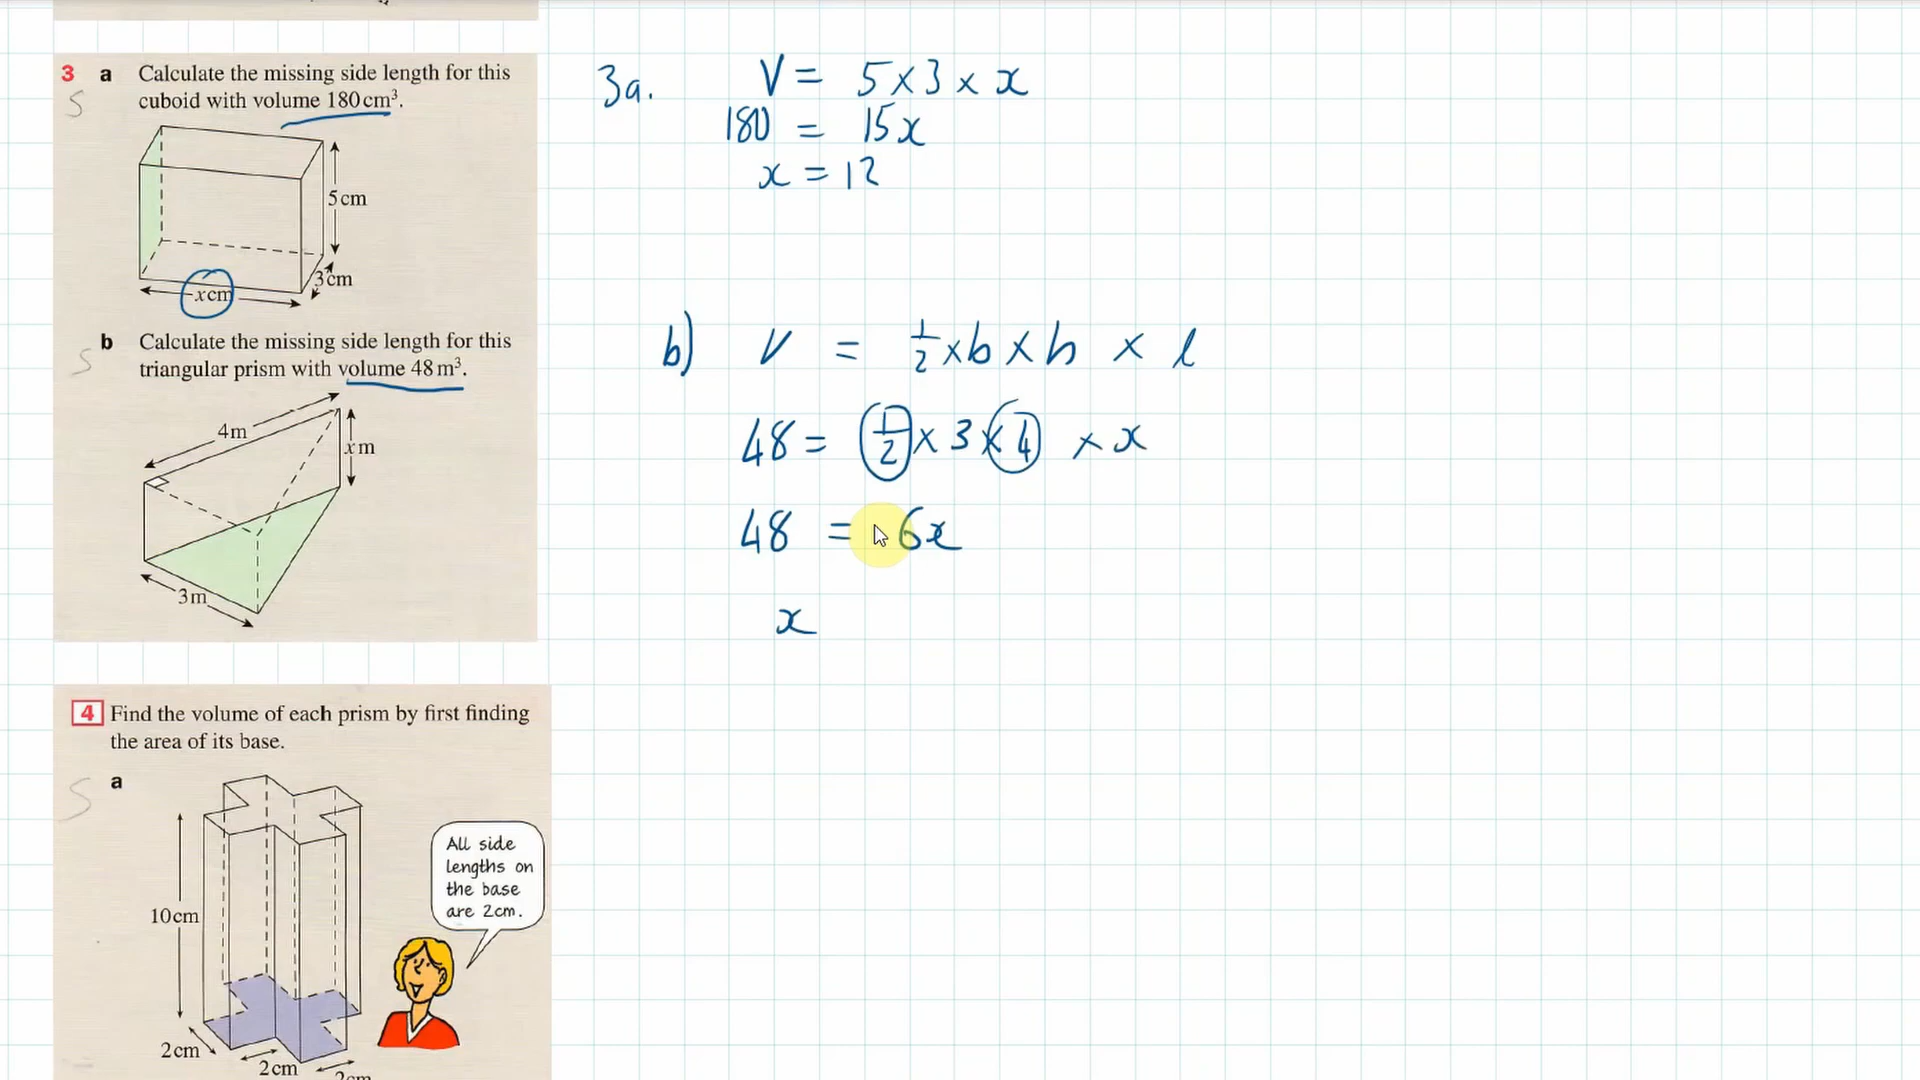 3 a Calculate the missing side length for this
cuboid with volume 180 cm³.
5 cm
3 cm
x cm
b Calculate the missing side length for this
triangular prism with volume 48 m³.
4 m
x m
3 m
4 Find the volume of each prism by first finding
the area of its base.
a
10 cm
All side
lengths on
the base
are 2cm.
2 cm
2 cm
2cm
3a. V = 5 × 3 × x
180 = 15x
x = 12
b) V = 1/2 × b × h × l
48 = 1/2 × 3 × 4 × x
48 = 6x
x